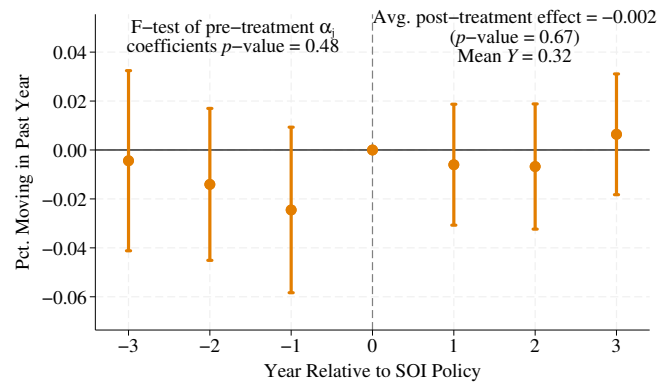 F−test of pre−treatment αj
coefficients p−value = 0.48
Avg. post−treatment effect = −0.002
(p−value = 0.67)
Mean Y = 0.32
Pct. Moving in Past Year
0.04
0.02
0.00
−0.02
−0.04
−0.06
−3 −2 −1 0 1 2 3
Year Relative to SOI Policy